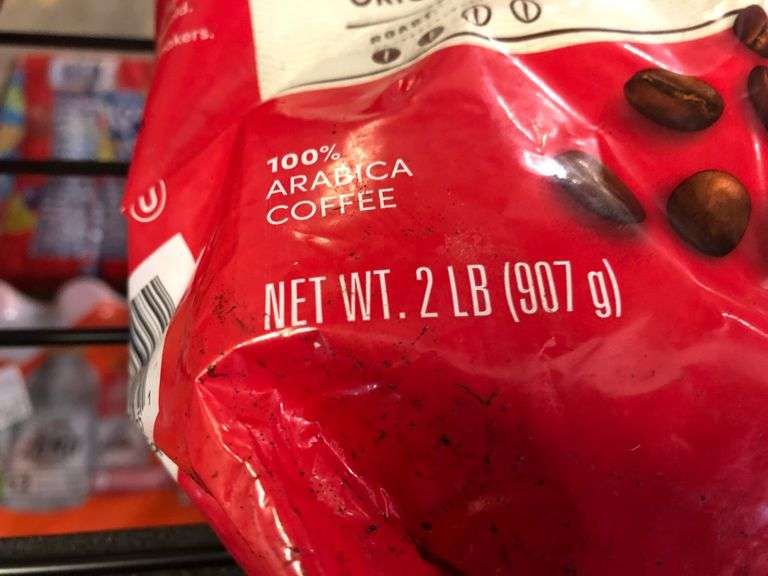 100%
ARABICA
COFFEE
NET WT. 2 LB (907 g)
U